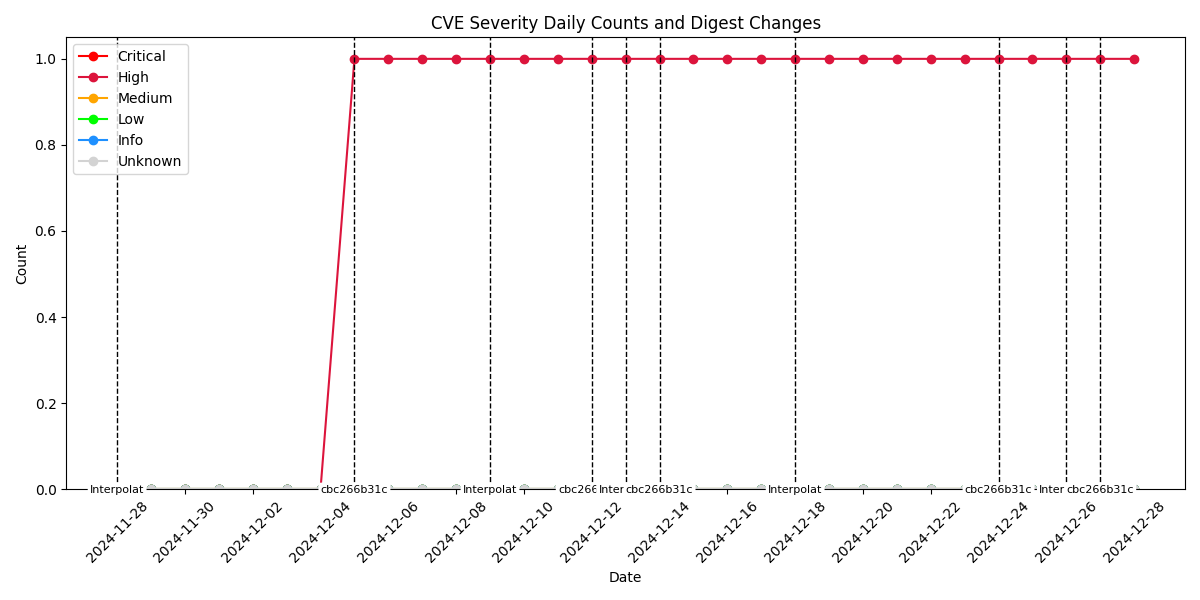 CVE Severity Daily Counts and Digest Changes
Critical
High
Medium
Low
Info
Unknown
Count
1.0
0.8
0.6
0.4
0.2
0.0
Interpolat
cbc266b31c
Interpolat
cbc266
Inter
cbc266b31c
Interpolat
cbc266b31c
Inter
cbc266b31c
2024-11-28
2024-11-30
2024-12-02
2024-12-04
2024-12-06
2024-12-08
2024-12-10
2024-12-12
2024-12-14
2024-12-16
2024-12-18
2024-12-20
2024-12-22
2024-12-24
2024-12-26
2024-12-28
Date